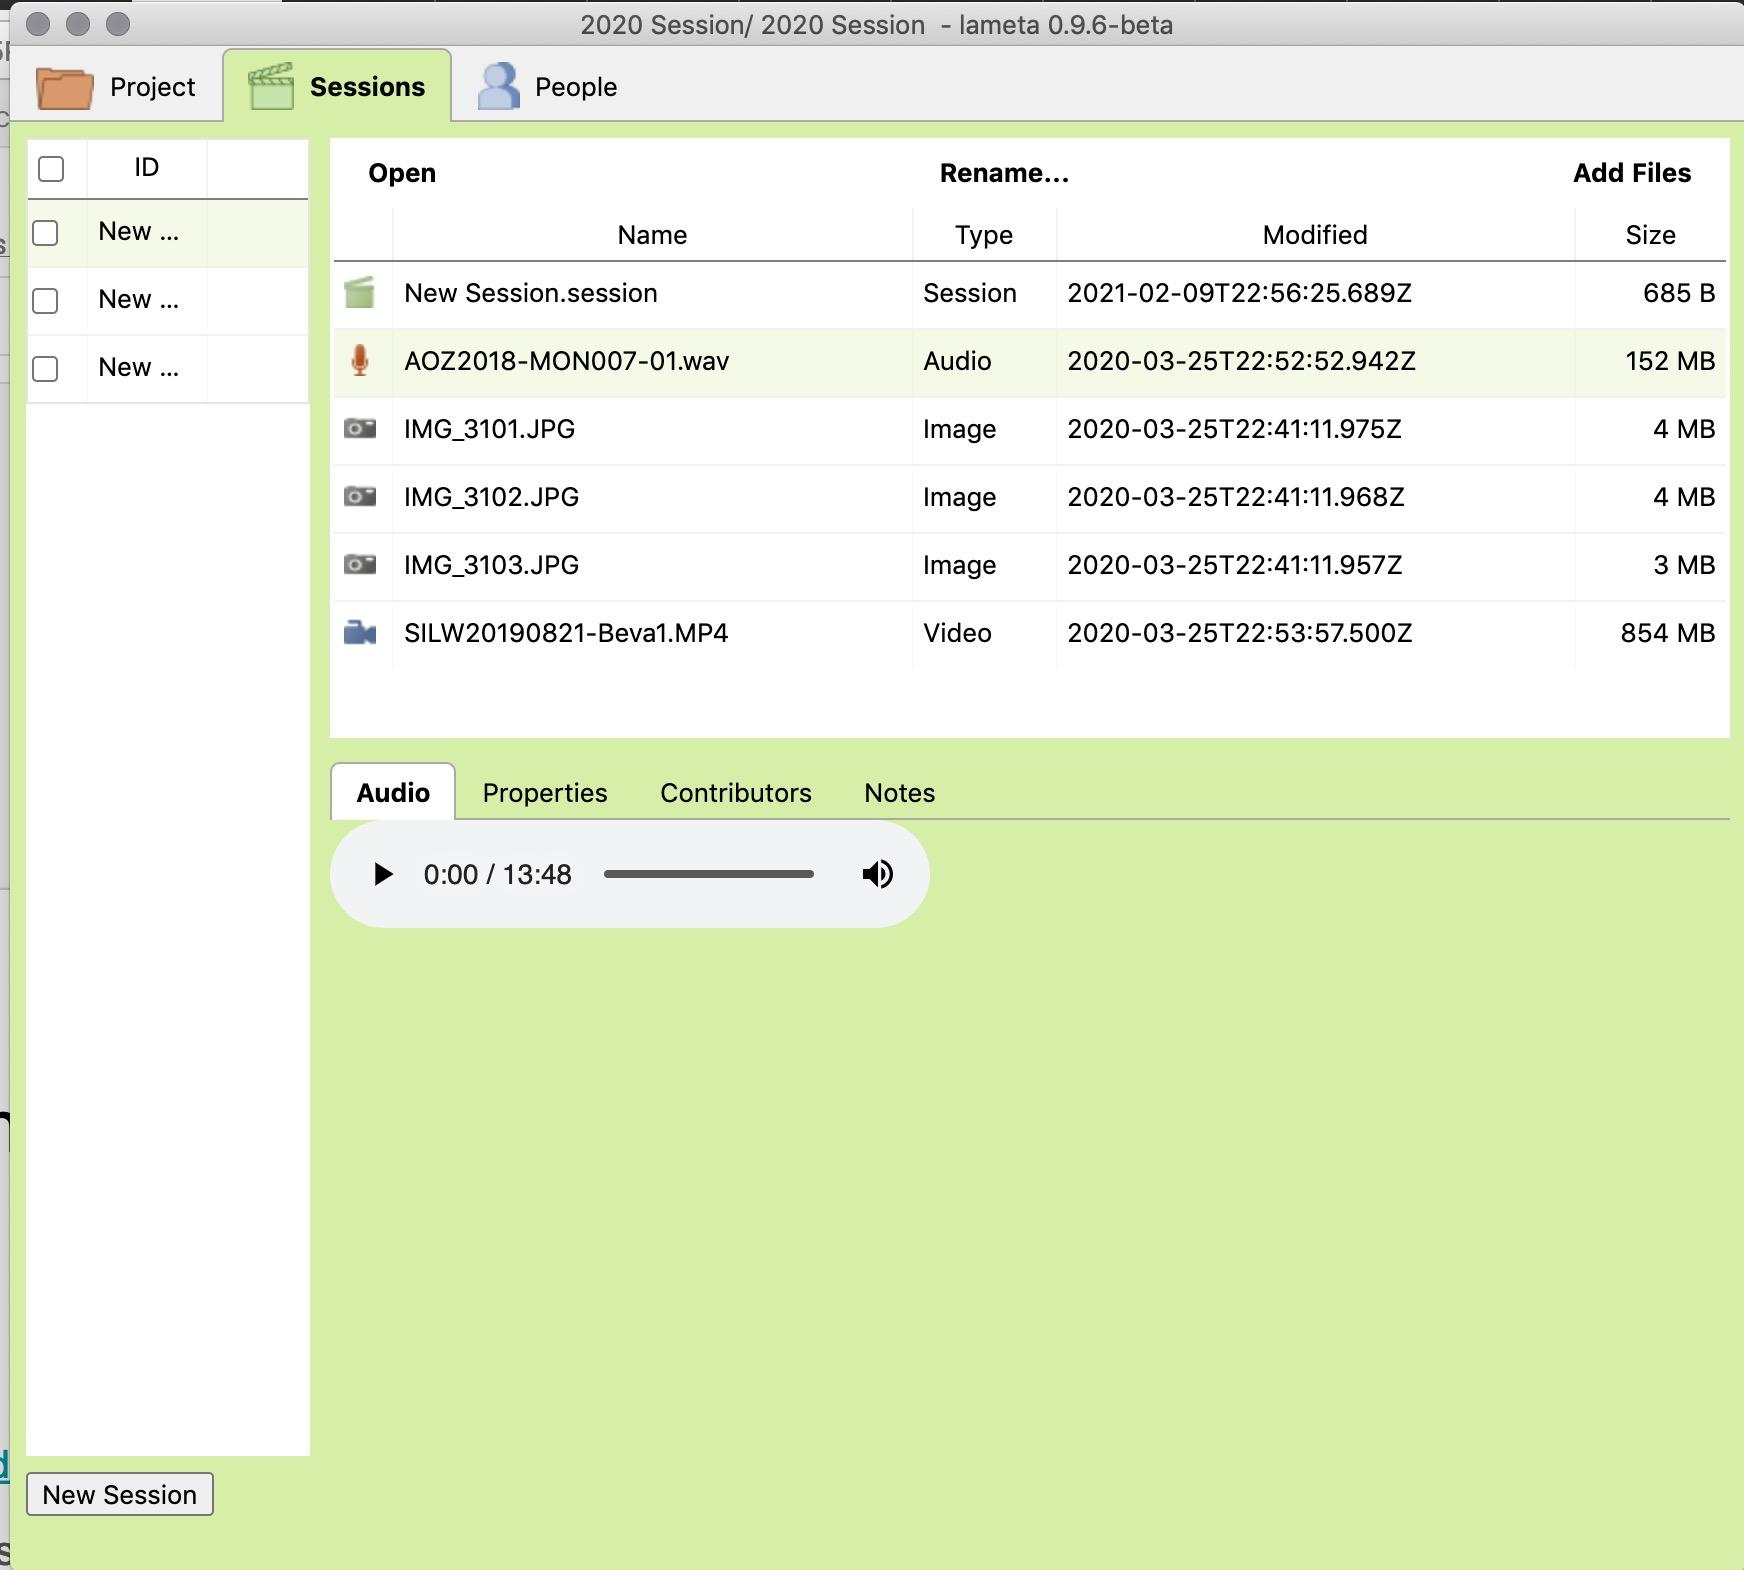 2020 Session/ 2020 Session - lameta 0.9.6-beta
Project Sessions People
ID
New ...
New ...
New ...
Open Rename... Add Files
Name Type Modified Size
New Session.session Session 2021-02-09T22:56:25.689Z 685 B
AOZ2018-MON007-01.wav Audio 2020-03-25T22:52:52.942Z 152 MB
IMG_3101.JPG Image 2020-03-25T22:41:11.975Z 4 MB
IMG_3102.JPG Image 2020-03-25T22:41:11.968Z 4 MB
IMG_3103.JPG Image 2020-03-25T22:41:11.957Z 3 MB
SILW20190821-Beva1.MP4 Video 2020-03-25T22:53:57.500Z 854 MB
Audio Properties Contributors Notes
0:00 / 13:48
New Session